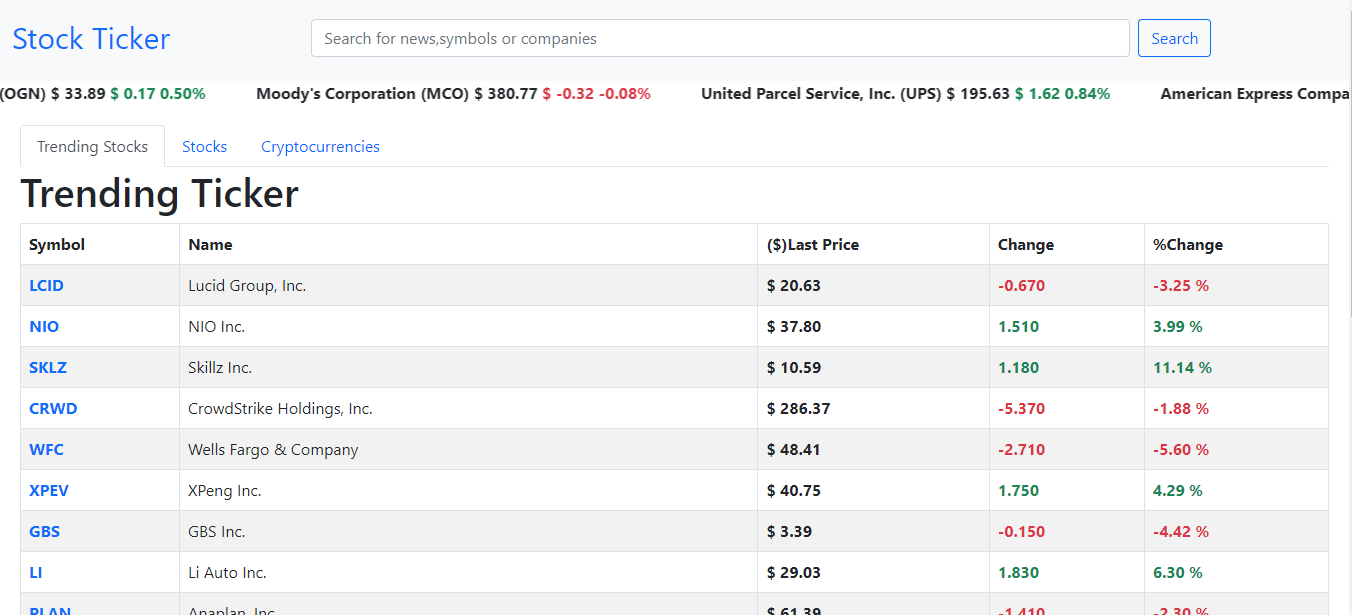 Stock Ticker Search for news,symbols or companies Search
(OGN) $ 33.89 $ 0.17 0.50% Moody's Corporation (MCO) $ 380.77 $ -0.32 -0.08% United Parcel Service, Inc. (UPS) $ 195.63 $ 1.62 0.84% American Express Compa
Trending Stocks Stocks Cryptocurrencies
Trending Ticker
Symbol Name ($)Last Price Change %Change
LCID Lucid Group, Inc. $ 20.63 -0.670 -3.25 %
NIO NIO Inc. $ 37.80 1.510 3.99 %
SKLZ Skillz Inc. $ 10.59 1.180 11.14 %
CRWD CrowdStrike Holdings, Inc. $ 286.37 -5.370 -1.88 %
WFC Wells Fargo & Company $ 48.41 -2.710 -5.60 %
XPEV XPeng Inc. $ 40.75 1.750 4.29 %
GBS GBS Inc. $ 3.39 -0.150 -4.42 %
LI Li Auto Inc. $ 29.03 1.830 6.30 %
PLAN Anaplan, Inc. $ 61.39 -1.410 -2.30 %